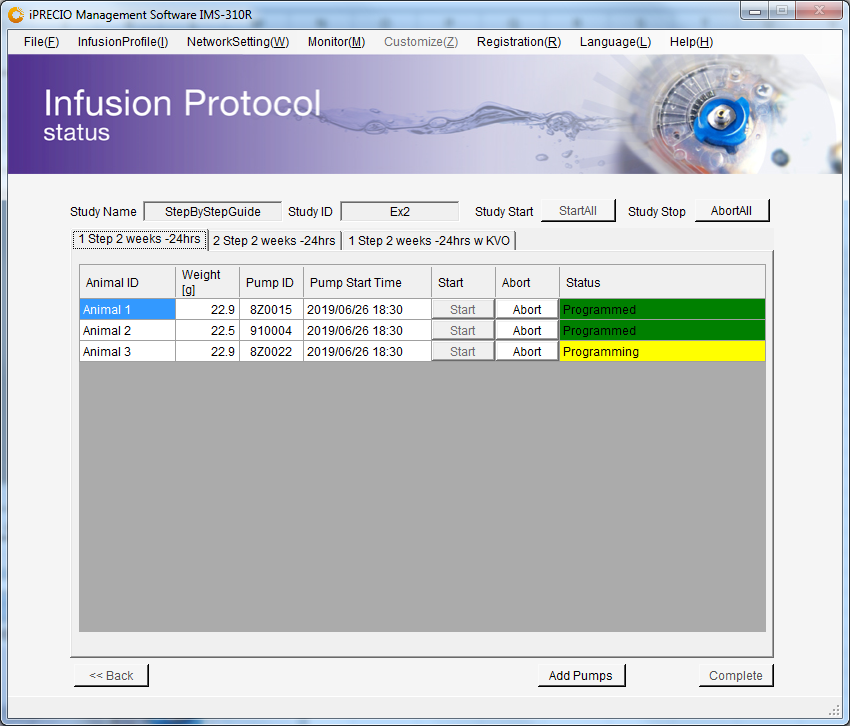 iPRECIO Management Software IMS-310R
File(F) InfusionProfile(I) NetworkSetting(W) Monitor(M) Customize(Z) Registration(R) Language(L) Help(H)
Infusion Protocol
status
Study Name StepByStepGuide Study ID Ex2 Study Start StartAll Study Stop AbortAll
1 Step 2 weeks -24hrs 2 Step 2 weeks -24hrs 1 Step 2 weeks -24hrs w KVO
Animal ID Weight [g] Pump ID Pump Start Time Start Abort Status
Animal 1 22.9 8Z0015 2019/06/26 18:30 Start Abort Programmed
Animal 2 22.5 910004 2019/06/26 18:30 Start Abort Programmed
Animal 3 22.9 8Z0022 2019/06/26 18:30 Start Abort Programming
<< Back Add Pumps Complete